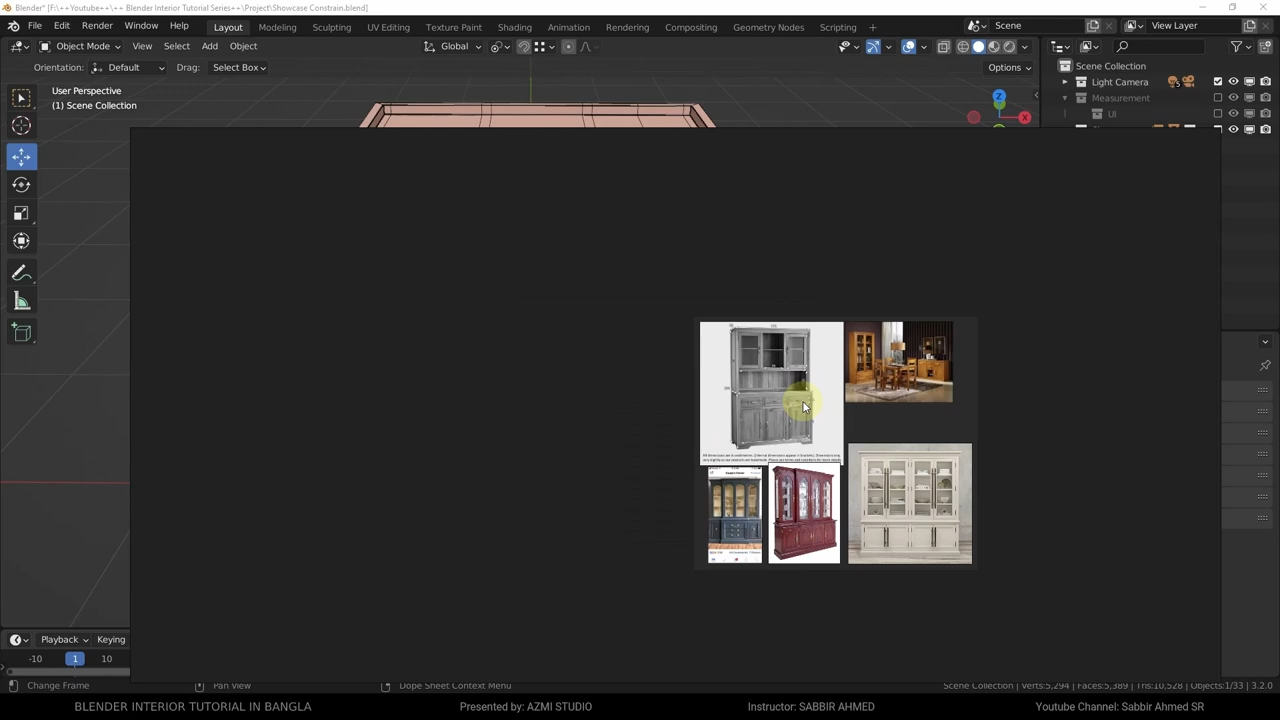 Blender* [F:\++Youtube++\++ Blender Interior Tutorial Series++\Project\Showcase Constrain.blend]
File Edit Render Window Help Layout Modeling Sculpting UV Editing Texture Paint Shading Animation Rendering Compositing Geometry Nodes Scripting + Scene View Layer
Object Mode View Select Add Object Global
Orientation: Default Drag: Select Box Options
User Perspective
(1) Scene Collection
Z
X
Scene Collection
Light Camera 5
Measurement
UI
Playback Keying
-10 1 10
Change Frame Pan View Dope Sheet Context Menu Scene Collection | Verts:5,294 | Faces:5,389 | Tris:10,528 | Objects:1/33 | 3.2.0
BLENDER INTERIOR TUTORIAL IN BANGLA Presented by: AZMI STUDIO Instructor: SABBIR AHMED Youtube Channel: Sabbir Ahmed SR